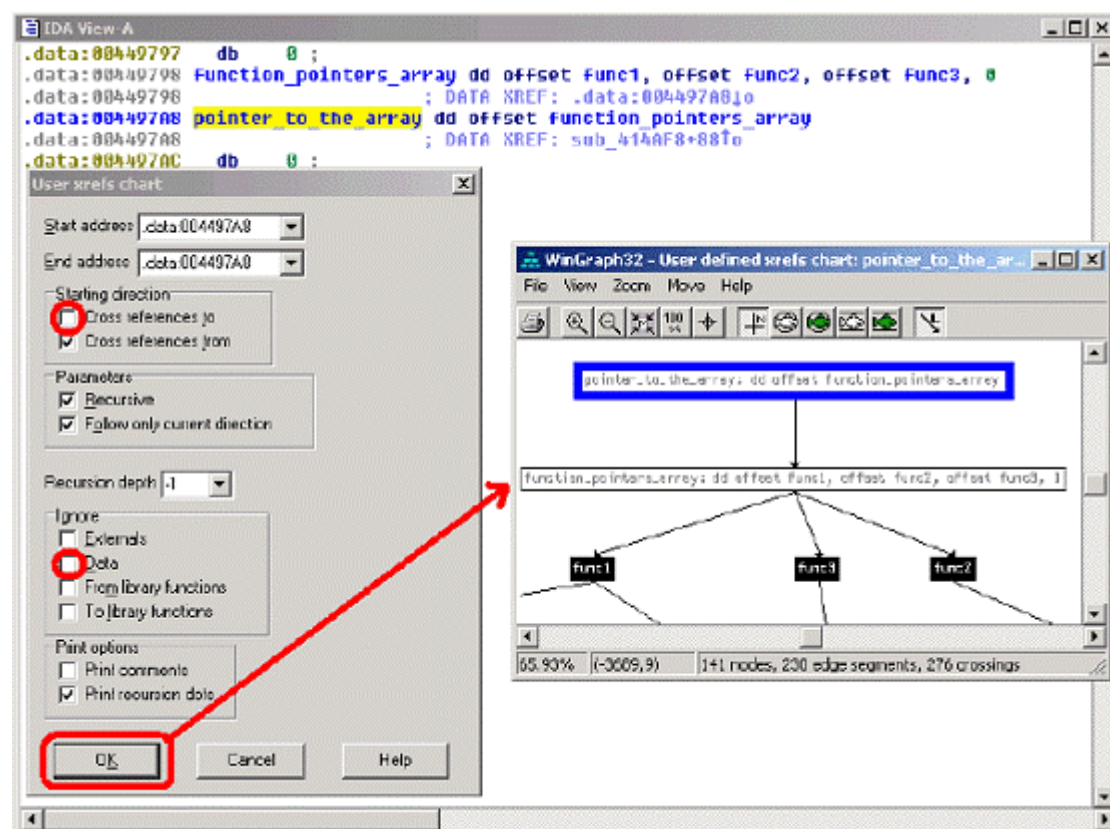 IDA View-A
.data:00449797 db 0 ;
.data:00449798 Function_pointers_array dd offset func1, offset func2, offset func3, 0
.data:00449798 ; DATA XREF: .data:004497A8↓o
.data:004497A8 pointer_to_the_array dd offset function_pointers_array
.data:004497A8 ; DATA XREF: sub_414AF8+88↑o
.data:004497AC db 0 ;
User xrefs chart
Start address .data:004497A8
End address .data:004497A8
Starting direction
Cross references to
Cross references from
Parameters
Recursive
Follow only current direction
Recursion depth -1
Ignore
Externals
Data
From library functions
To library functions
Print options
Print comments
Print recursion dots
OK
Cancel
Help
WinGraph32 - User defined xrefs chart: pointer_to_the_ar...
File View Zoom Move Help
100
pointer_to_the_array: dd offset function_pointers_array
function_pointers_array: dd offset func1, offset func2, offset func3, 1
func1
func3
func2
65.93% (-3689,9) 141 nodes, 230 edge segments, 276 crossings